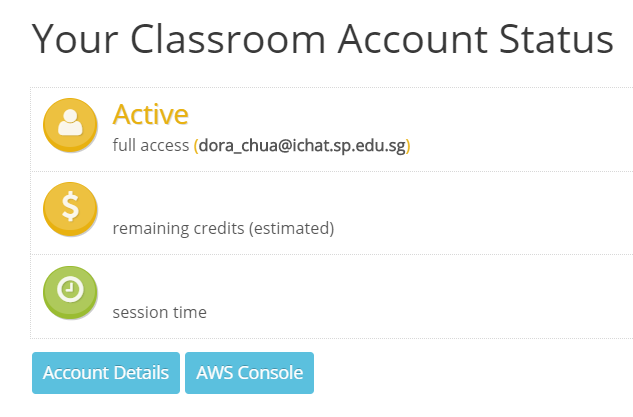 Your Classroom Account Status
Active
full access (dora_chua@ichat.sp.edu.sg)
$
remaining credits (estimated)
session time
Account Details
AWS Console